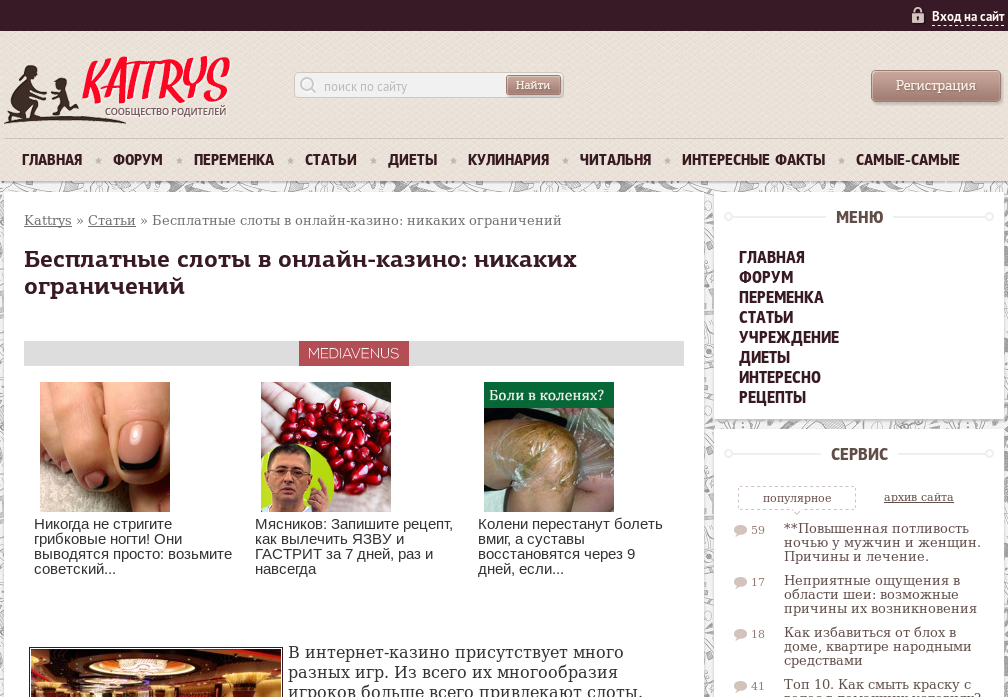 Вход на сайт
KATTRYS
СООБЩЕСТВО РОДИТЕЛЕЙ
поиск по сайту
Найти
Регистрация
ГЛАВНАЯ ФОРУМ ПЕРЕМЕНКА СТАТЬИ ДИЕТЫ КУЛИНАРИЯ ЧИТАЛЬНЯ ИНТЕРЕСНЫЕ ФАКТЫ САМЫЕ-САМЫЕ
Kattrys » Статьи » Бесплатные слоты в онлайн-казино: никаких ограничений
Бесплатные слоты в онлайн-казино: никаких
ограничений
MEDIAVENUS
Никогда не стригите
грибковые ногти! Они
выводятся просто: возьмите
советский...
Мясников: Запишите рецепт,
как вылечить ЯЗВУ и
ГАСТРИТ за 7 дней, раз и
навсегда
Боли в коленях?
Колени перестанут болеть
вмиг, а суставы
восстановятся через 9
дней, если...
В интернет-казино присутствует много
разных игр. Из всего их многообразия
игроков больше всего привлекают слоты.
МЕНЮ
ГЛАВНАЯ
ФОРУМ
ПЕРЕМЕНКА
СТАТЬИ
УЧРЕЖДЕНИЕ
ДИЕТЫ
ИНТЕРЕСНО
РЕЦЕПТЫ
СЕРВИС
популярное архив сайта
59 **Повышенная потливость
ночью у мужчин и женщин.
Причины и лечение.
17 Неприятные ощущения в
области шеи: возможные
причины их возникновения
18 Как избавиться от блох в
доме, квартире народными
средствами
41 Топ 10. Как смыть краску с